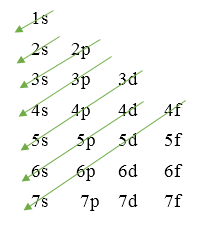 1s
2s 2p
3s 3p 3d
4s 4p 4d 4f
5s 5p 5d 5f
6s 6p 6d 6f
7s 7p 7d 7f